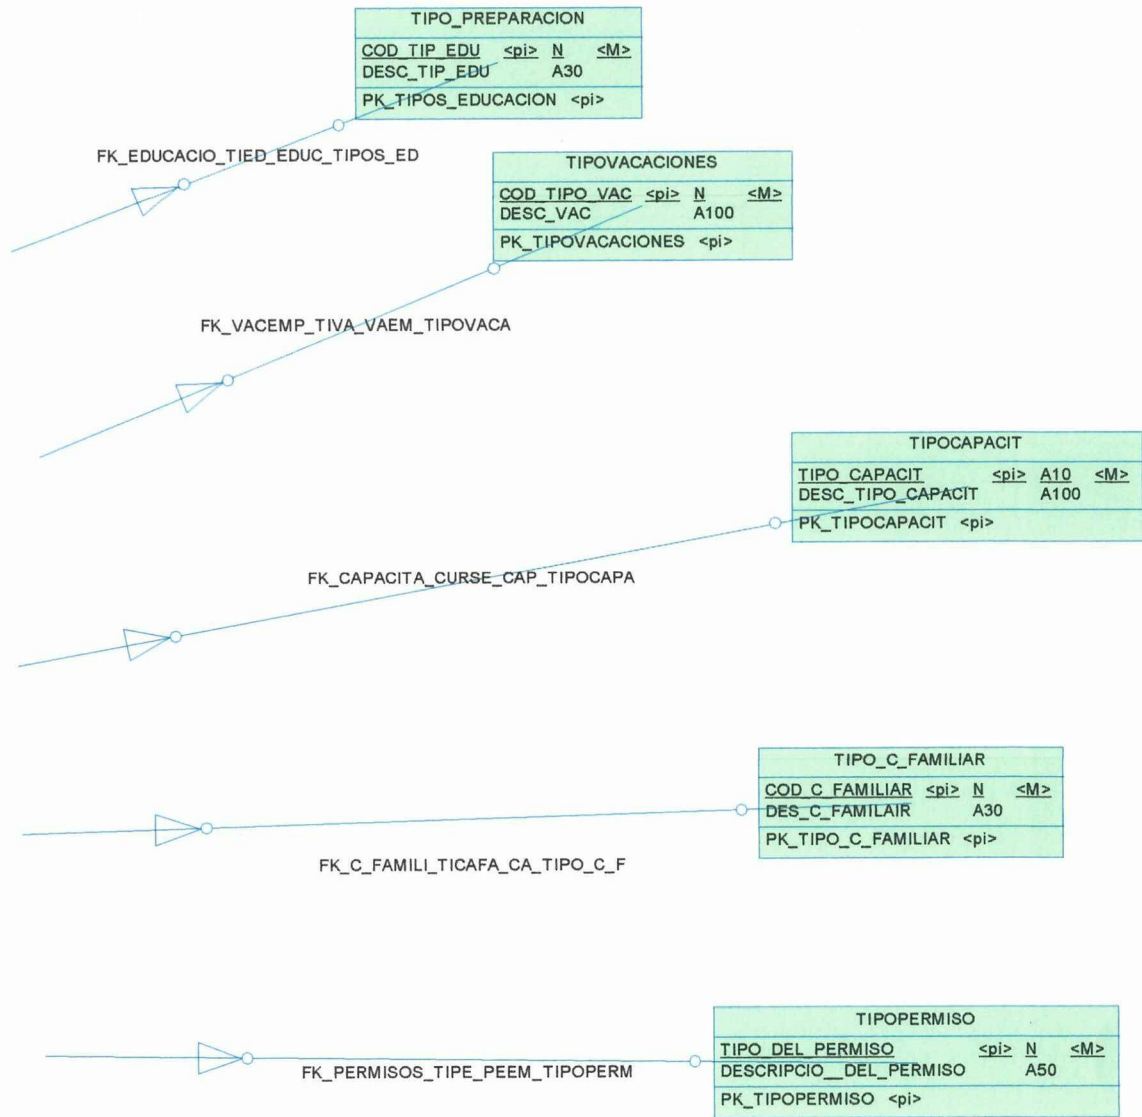 TIPO_PREPARACION
COD_TIP_EDU <pi> N <M>
DESC_TIP_EDU A30
PK_TIPOS_EDUCACION <pi>
FK_EDUCACIO_TIED_EDUC_TIPOS_ED
TIPOVACACIONES
COD_TIPO_VAC <pi> N <M>
DESC_VAC A100
PK_TIPOVACACIONES <pi>
FK_VACEMP_TIVA_VAEM_TIPOVACA
TIPOCAPACIT
TIPO_CAPACIT <pi> A10 <M>
DESC_TIPO_CAPACIT A100
PK_TIPOCAPACIT <pi>
FK_CAPACITA_CURSE_CAP_TIPOCAPA
TIPO_C_FAMILIAR
COD_C_FAMILIAR <pi> N <M>
DES_C_FAMILAIR A30
PK_TIPO_C_FAMILIAR <pi>
FK_C_FAMILI_TICAFA_CA_TIPO_C_F
TIPOPERMISO
TIPO_DEL_PERMISO <pi> N <M>
DESCRIPCIO__DEL_PERMISO A50
PK_TIPOPERMISO <pi>
FK_PERMISOS_TIPE_PEEM_TIPOPERM